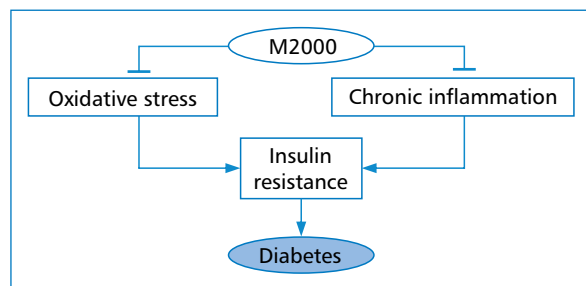 M2000
Oxidative stress
Chronic inflammation
Insulin
resistance
Diabetes